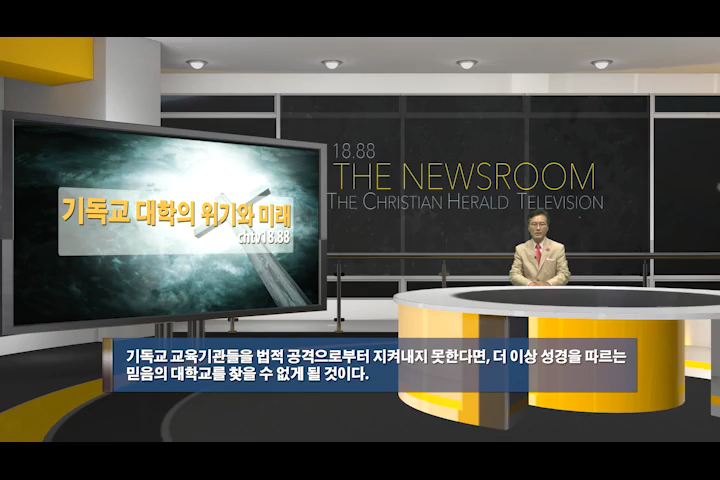 18.88
THE NEWSROOM
THE CHRISTIAN HERALD TELEVISION
기독교 대학의 위기와 미래
chtv18.88
기독교 교육기관들을 법적 공격으로부터 지켜내지 못한다면, 더 이상 성경을 따르는
믿음의 대학교를 찾을 수 없게 될 것이다.